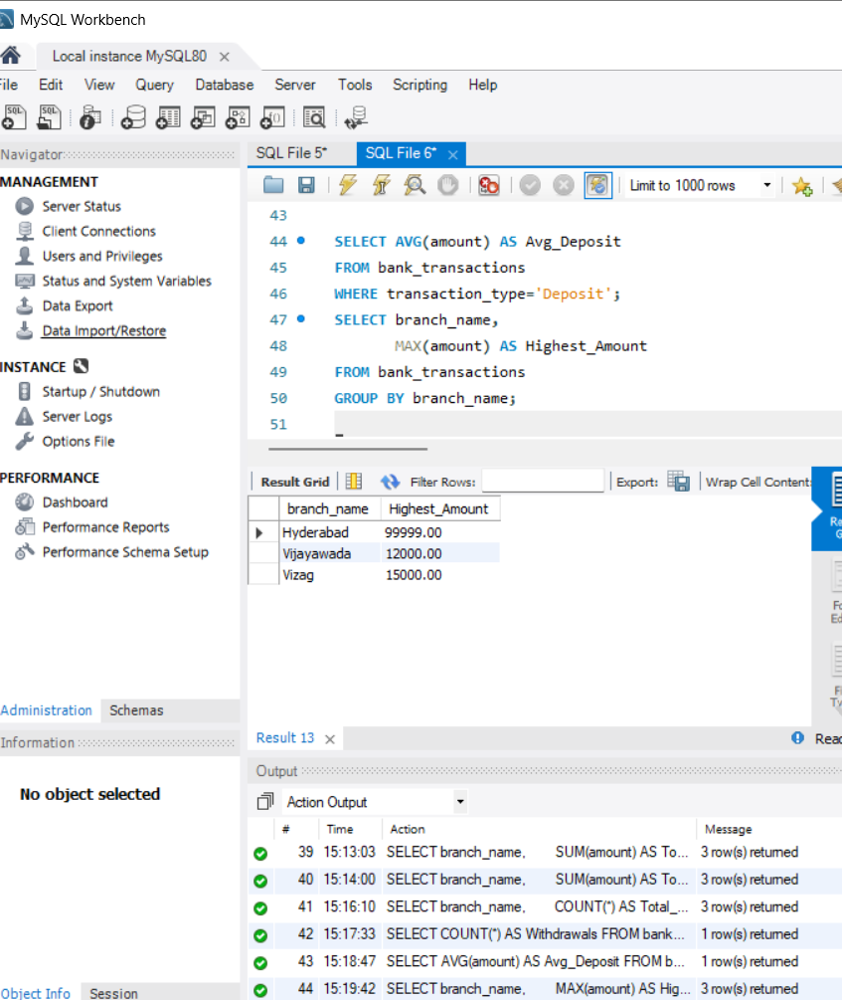 MySQL Workbench
Local instance MySQL80
File Edit View Query Database Server Tools Scripting Help
Navigator
SQL File 5* SQL File 6*
MANAGEMENT
Server Status
Client Connections
Users and Privileges
Status and System Variables
Data Export
Data Import/Restore
INSTANCE
Startup / Shutdown
Server Logs
Options File
PERFORMANCE
Dashboard
Performance Reports
Performance Schema Setup
Administration Schemas
Information
No object selected
Object Info Session
Limit to 1000 rows
43
44 SELECT AVG(amount) AS Avg_Deposit
45 FROM bank_transactions
46 WHERE transaction_type='Deposit';
47 SELECT branch_name,
48 MAX(amount) AS Highest_Amount
49 FROM bank_transactions
50 GROUP BY branch_name;
51
Result Grid Filter Rows: Export: Wrap Cell Content:
branch_name Highest_Amount
Hyderabad 99999.00
Vijayawada 12000.00
Vizag 15000.00
Result 13
Output
Action Output
# Time Action Message
39 15:13:03 SELECT branch_name, SUM(amount) AS To... 3 row(s) returned
40 15:14:00 SELECT branch_name, SUM(amount) AS To... 3 row(s) returned
41 15:16:10 SELECT branch_name, COUNT(*) AS Total_... 3 row(s) returned
42 15:17:33 SELECT COUNT(*) AS Withdrawals FROM bank... 1 row(s) returned
43 15:18:47 SELECT AVG(amount) AS Avg_Deposit FROM b... 1 row(s) returned
44 15:19:42 SELECT branch_name, MAX(amount) AS Hig... 3 row(s) returned